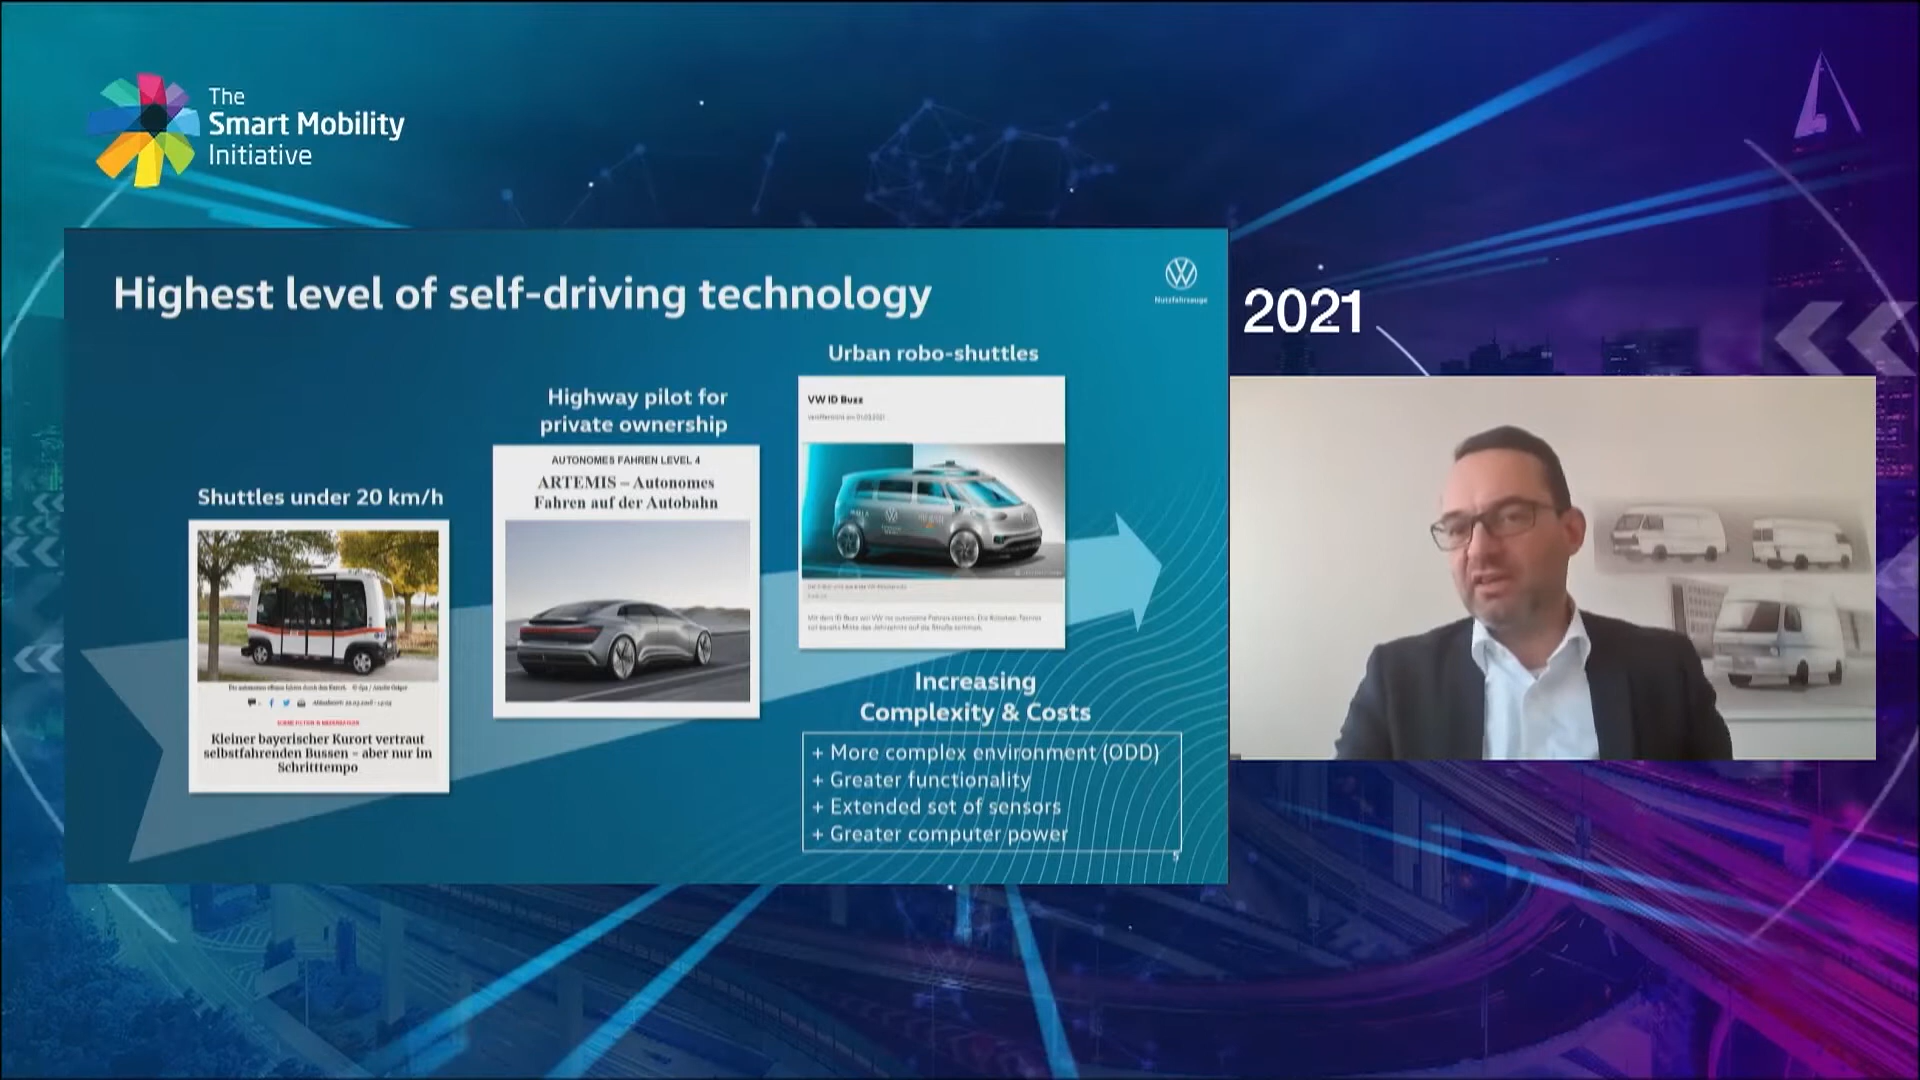 The
Smart Mobility
Initiative
Highest level of self-driving technology
Nutzfahrzeuge
2021
Urban robo-shuttles
VW ID Buzz
Highway pilot for
private ownership
AUTONOMES FAHREN LEVEL 4
ARTEMIS – Autonomes
Fahren auf der Autobahn
Shuttles under 20 km/h
Kleiner bayerischer Kurort vertraut
selbstfahrenden Bussen – aber nur im
Schritttempo
Increasing
Complexity & Costs
+ More complex environment (ODD)
+ Greater functionality
+ Extended set of sensors
+ Greater computer power
5